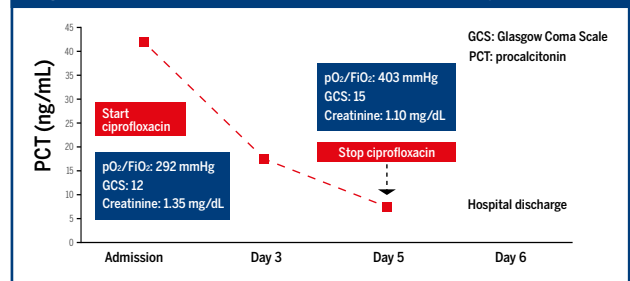 GCS: Glasgow Coma Scale
PCT: procalcitonin
PCT (ng/mL)
45
40
35
30
25
20
15
10
5
0
Start
ciprofloxacin
pO₂/FiO₂: 292 mmHg
GCS: 12
Creatinine: 1.35 mg/dL
pO₂/FiO₂: 403 mmHg
GCS: 15
Creatinine: 1.10 mg/dL
Stop ciprofloxacin
Hospital discharge
Admission
Day 3
Day 5
Day 6